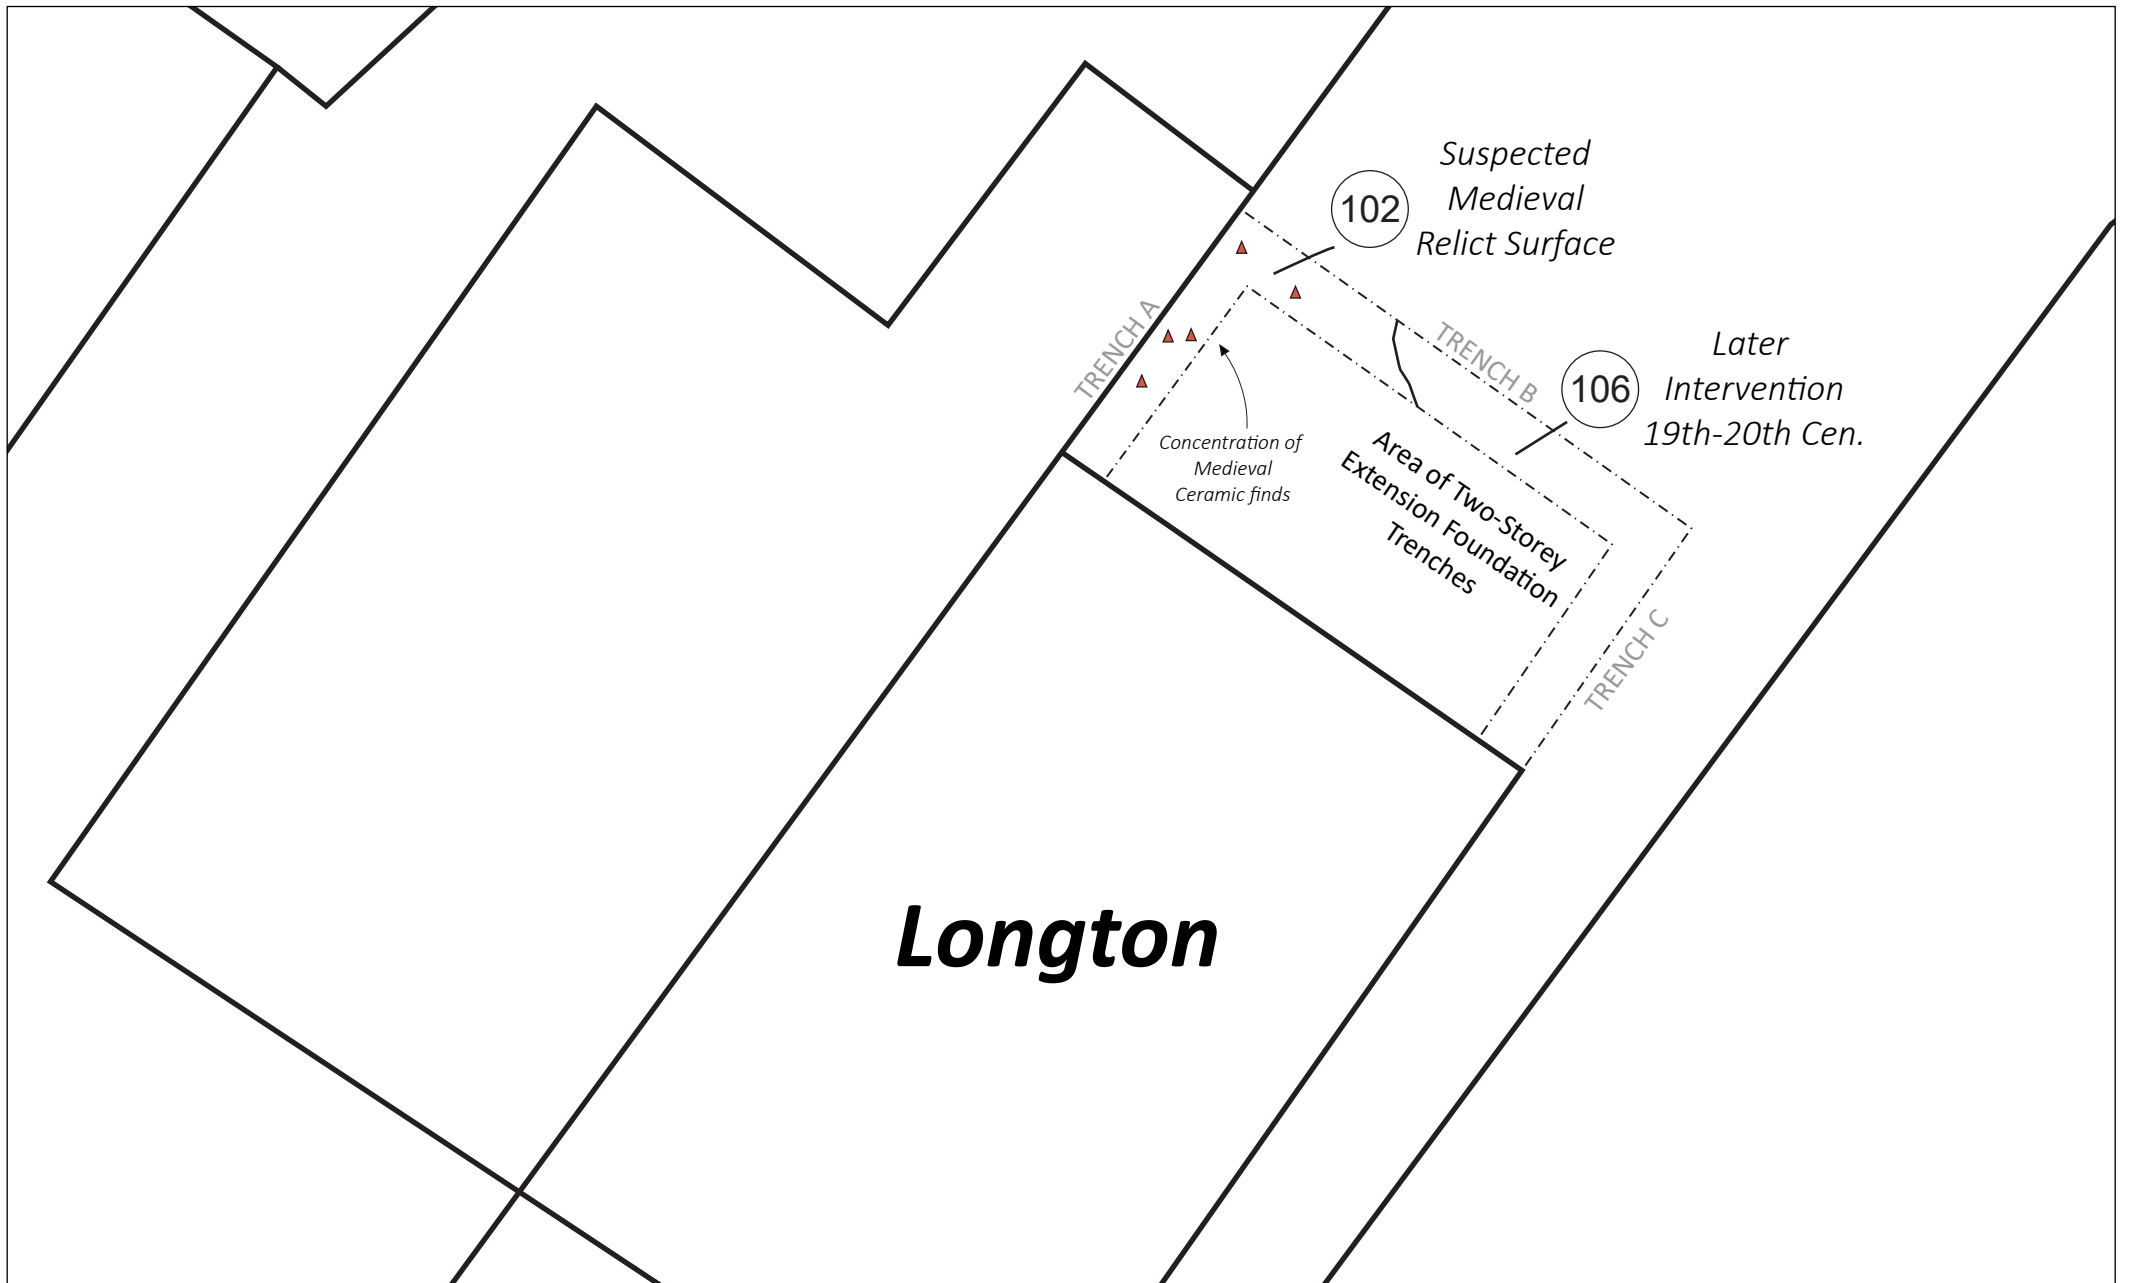 Suspected
Medieval
Relict Surface
102
TRENCH A
TRENCH B
Later
Intervention
19th-20th Cen.
106
Concentration of
Medieval
Ceramic finds
Area of Two-Storey
Extension Foundation
Trenches
TRENCH C
Longton